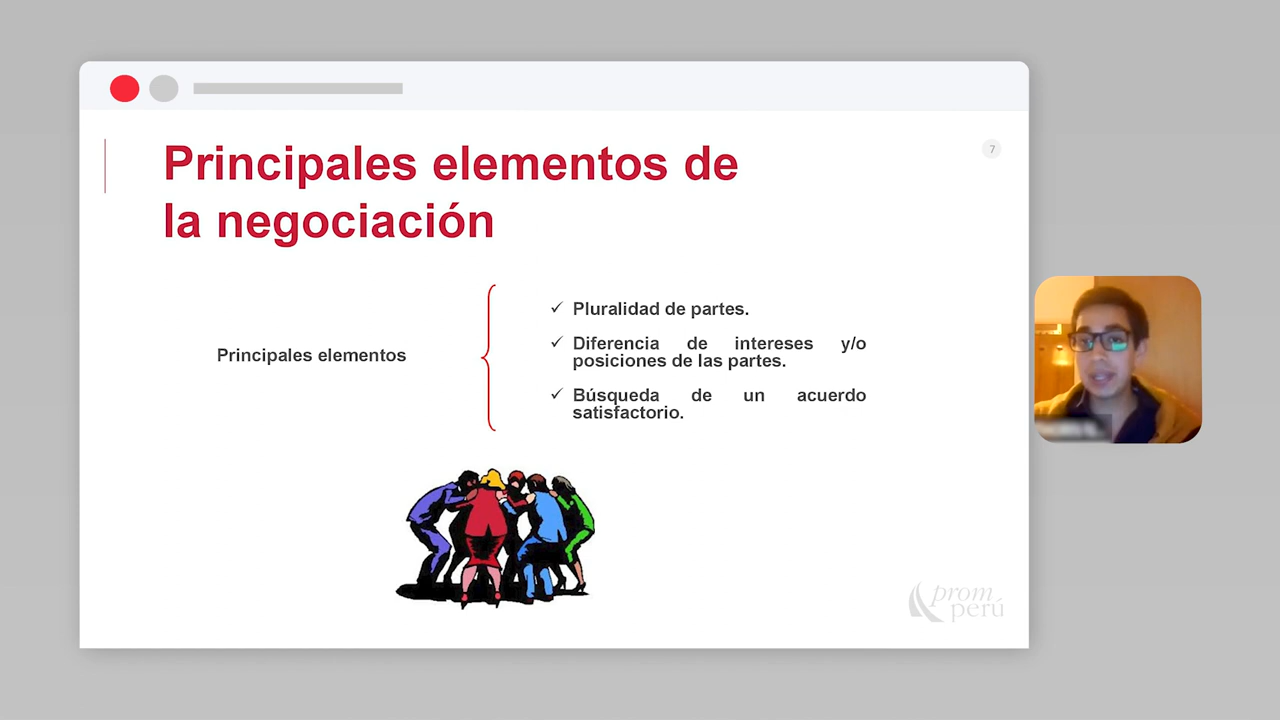 Principales elementos de
la negociación
7
Principales elementos
✓ Pluralidad de partes.
✓ Diferencia de intereses y/o
posiciones de las partes.
✓ Búsqueda de un acuerdo
satisfactorio.
prom
perú